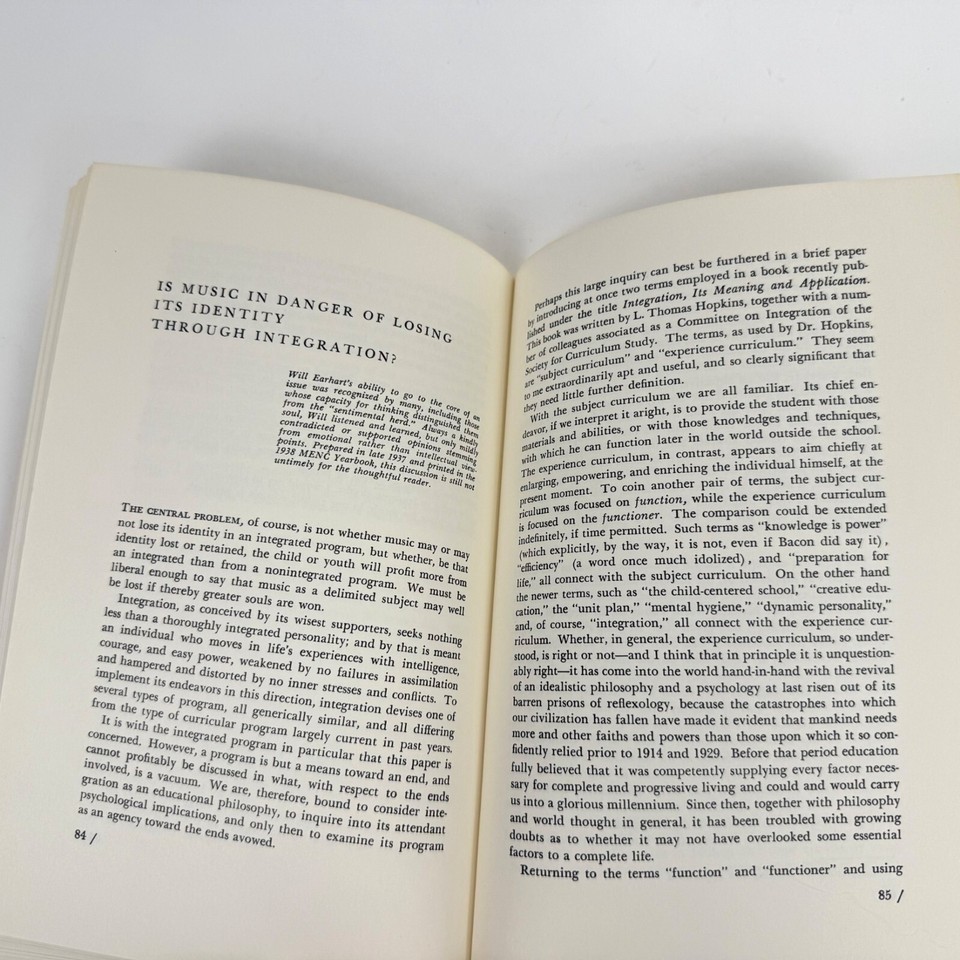 IS MUSIC IN DANGER OF LOSING
ITS IDENTITY
THROUGH INTEGRATION?
Will Earhart's ability to go to the core of an
issue was recognized by many, including those
whose capacity for thinking distinguished them
from the "sentimental herd." Always a kindly
soul, Will listened and learned, but only mildly
contradicted or supported opinions stemming
from emotional rather than intellectual view-
points. Prepared in late 1937 and printed in the
1938 MENC Yearbook, this discussion is still not
untimely for the thoughtful reader.
THE CENTRAL PROBLEM, of course, is not whether music may or may
not lose its identity in an integrated program, but whether, be that
identity lost or retained, the child or youth will profit more from
an integrated than from a nonintegrated program. We must be
liberal enough to say that music as a delimited subject may well
be lost if thereby greater souls are won.
Integration, as conceived by its wisest supporters, seeks nothing
less than a thoroughly integrated personality; and by that is meant
an individual who moves in life's experiences with intelligence,
courage, and easy power, weakened by no failures in assimilation
and hampered and distorted by no inner stresses and conflicts. To
implement its endeavors in this direction, integration devises one of
several types of program, all generically similar, and all differing
from the type of curricular program largely current in past years.
It is with the integrated program in particular that this paper is
concerned. However, a program is but a means toward an end, and
cannot profitably be discussed in what, with respect to the ends
involved, is a vacuum. We are, therefore, bound to consider inte-
gration as an educational philosophy, to inquire into its attendant
psychological implications, and only then to examine its program
as an agency toward the ends avowed.
84 /
Perhaps this large inquiry can best be furthered in a brief paper
by introducing at once two terms employed in a book recently pub-
lished under the title Integration, Its Meaning and Application.
This book was written by L. Thomas Hopkins, together with a num-
ber of colleagues associated as a Committee on Integration of the
Society for Curriculum Study. The terms, as used by Dr. Hopkins,
are "subject curriculum" and "experience curriculum." They seem
to me extraordinarily apt and useful, and so clearly significant that
they need little further definition.
With the subject curriculum we are all familiar. Its chief en-
deavor, if we interpret it aright, is to provide the student with those
materials and abilities, or with those knowledges and techniques,
with which he can function later in the world outside the school.
The experience curriculum, in contrast, appears to aim chiefly at
enlarging, empowering, and enriching the individual himself, at the
present moment. To coin another pair of terms, the subject cur-
riculum was focused on function, while the experience curriculum
is focused on the functioner. The comparison could be extended
indefinitely, if time permitted. Such terms as "knowledge is power"
(which explicitly, by the way, it is not, even if Bacon did say it),
"efficiency" (a word once much idolized), and "preparation for
life," all connect with the subject curriculum. On the other hand
the newer terms, such as "the child-centered school," "creative edu-
cation," the "unit plan," "mental hygiene," "dynamic personality,"
and, of course, "integration," all connect with the experience cur-
riculum. Whether, in general, the experience curriculum, so under-
stood, is right or not—and I think that in principle it is unquestion-
ably right—it has come into the world hand-in-hand with the revival
of an idealistic philosophy and a psychology at last risen out of its
barren prisons of reflexology, because the catastrophes into which
our civilization has fallen have made it evident that mankind needs
more and other faiths and powers than those upon which it so con-
fidently relied prior to 1914 and 1929. Before that period education
fully believed that it was competently supplying every factor neces-
sary for complete and progressive living and could and would carry
us into a glorious millennium. Since then, together with philosophy
and world thought in general, it has been troubled with growing
doubts as to whether it may not have overlooked some essential
factors to a complete life.
Returning to the terms "function" and "functioner" and using
85 /